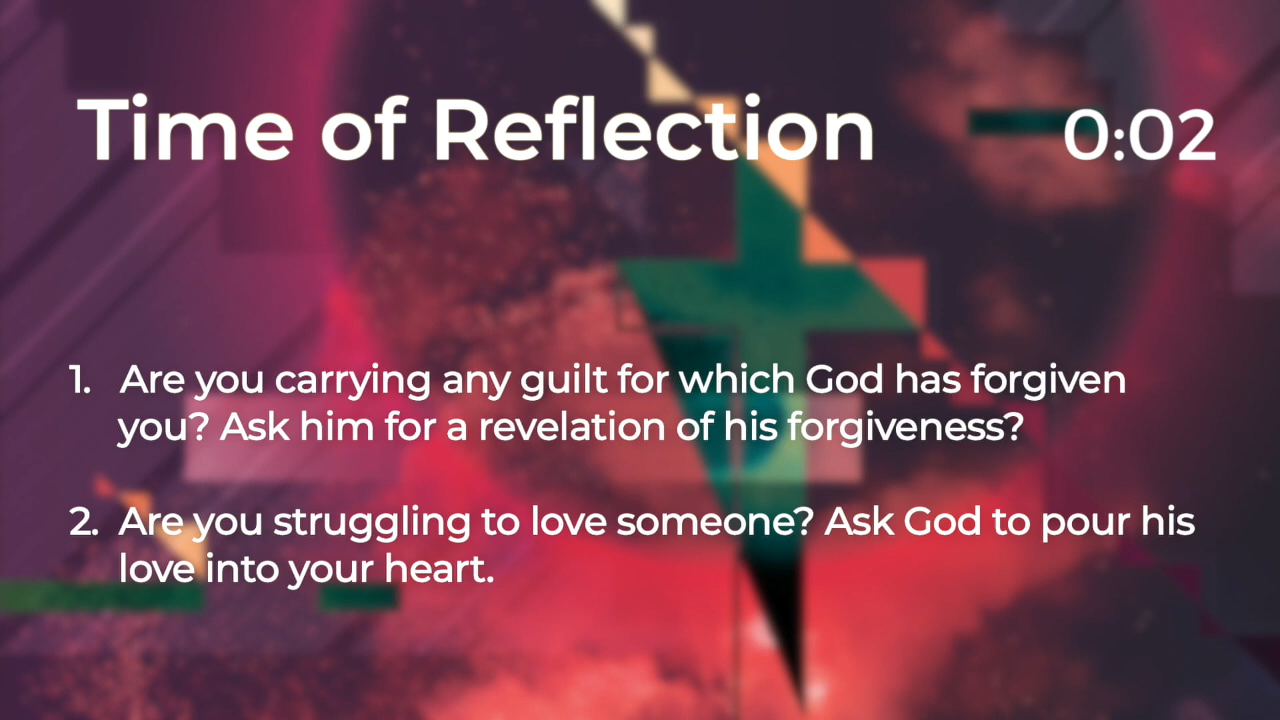 Time of Reflection 0:02
1. Are you carrying any guilt for which God has forgiven
you? Ask him for a revelation of his forgiveness?
2. Are you struggling to love someone? Ask God to pour his
love into your heart.